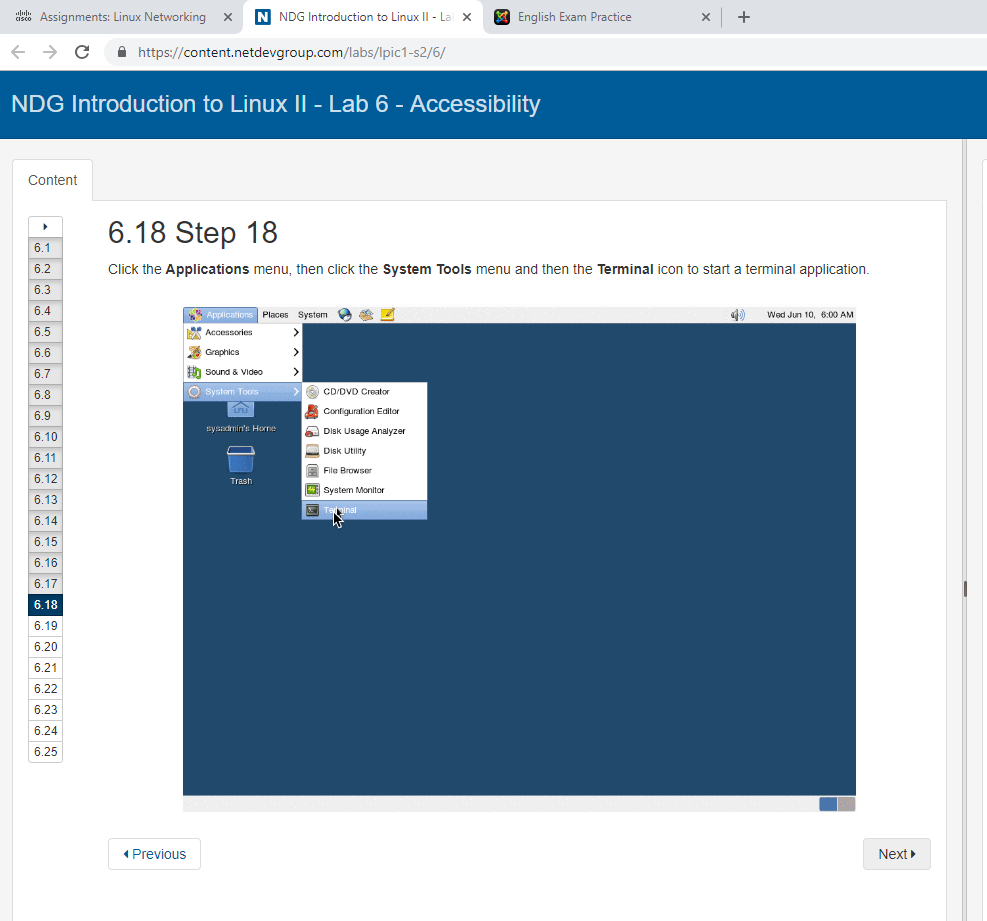 Assignments: Linux Networking
NDG Introduction to Linux II - La
English Exam Practice
https://content.netdevgroup.com/labs/lpic1-s2/6/
NDG Introduction to Linux II - Lab 6 - Accessibility
Content
6.1
6.2
6.3
6.4
6.5
6.6
6.7
6.8
6.9
6.10
6.11
6.12
6.13
6.14
6.15
6.16
6.17
6.18
6.19
6.20
6.21
6.22
6.23
6.24
6.25
6.18 Step 18
Click the Applications menu, then click the System Tools menu and then the Terminal icon to start a terminal application.
Applications Places System Wed Jun 10, 6:00 AM
Accessories
Graphics
Sound & Video
System Tools
CD/DVD Creator
Configuration Editor
Disk Usage Analyzer
Disk Utility
File Browser
System Monitor
Terminal
sysadmin's Home
Trash
Previous
Next